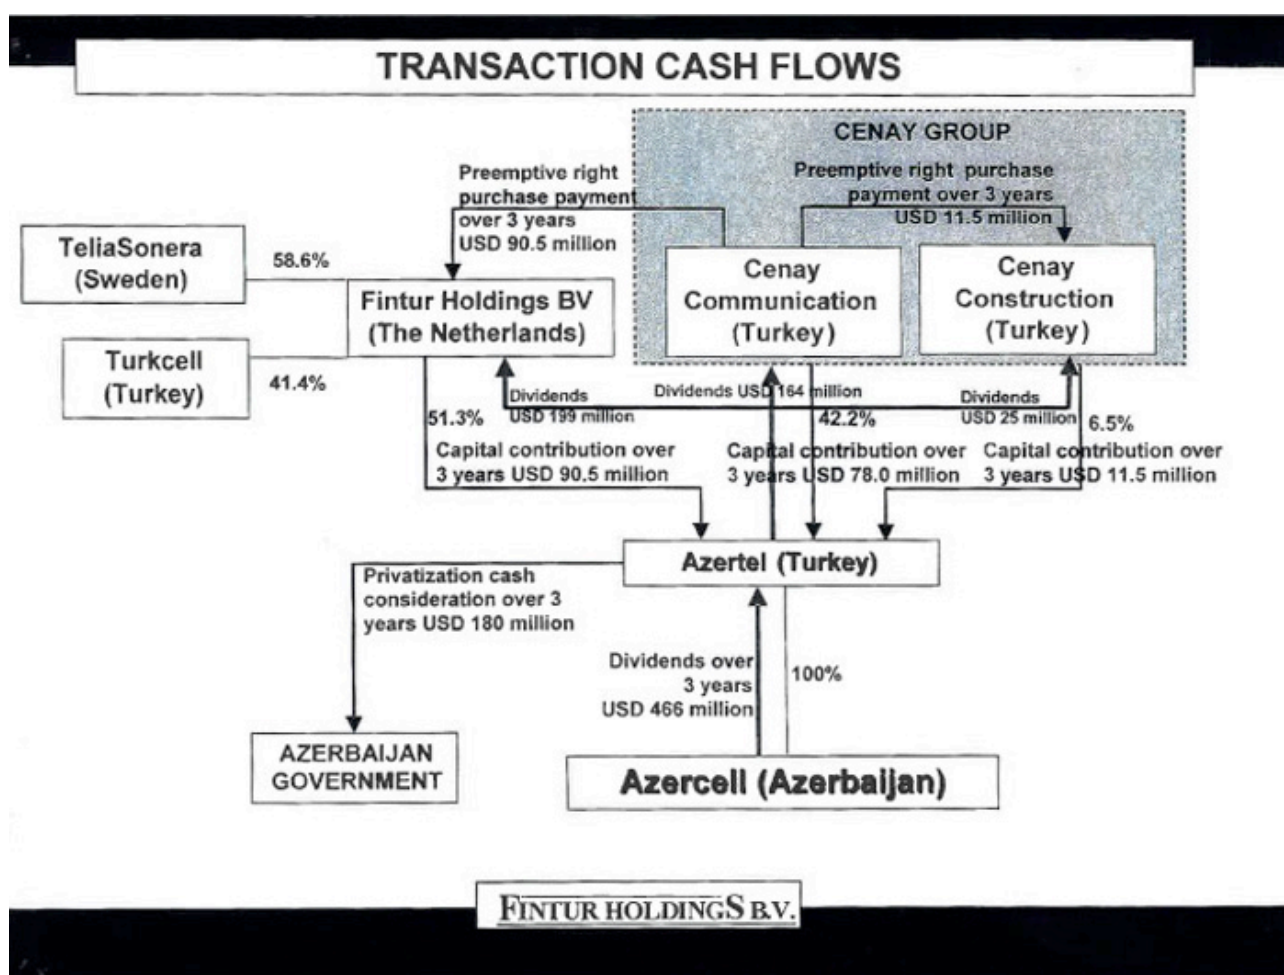 TRANSACTION CASH FLOWS
CENAY GROUP
Preemptive right
purchase payment
over 3 years
USD 90.5 million
Preemptive right purchase
payment over 3 years
USD 11.5 million
TeliaSonera
(Sweden)
58.6%
Fintur Holdings BV
(The Netherlands)
Cenay
Communication
(Turkey)
Cenay
Construction
(Turkey)
Turkcell
(Turkey)
41.4%
51.3%
Dividends
USD 199 million
Dividends USD 164 million
42.2%
Dividends
USD 25 million
6.5%
Capital contribution over
3 years USD 90.5 million
Capital contribution over
3 years USD 78.0 million
Capital contribution over
3 years USD 11.5 million
Azertel (Turkey)
Privatization cash
consideration over 3
years USD 180 million
Dividends over
3 years
USD 466 million
100%
AZERBAIJAN
GOVERNMENT
Azercell (Azerbaijan)
FINTUR HOLDINGS B.V.